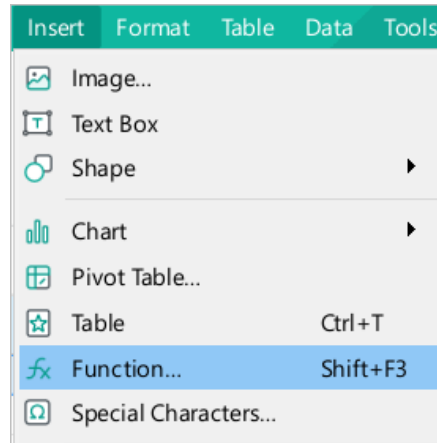 Insert Format Table Data Tools
Image...
Text Box
Shape
Chart
Pivot Table...
Table Ctrl+T
Function... Shift+F3
Special Characters...